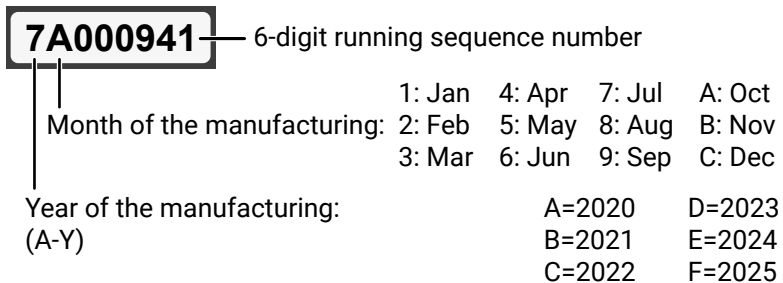 7A000941 6-digit running sequence number
1: Jan 4: Apr 7: Jul A: Oct
Month of the manufacturing: 2: Feb 5: May 8: Aug B: Nov
3: Mar 6: Jun 9: Sep C: Dec
Year of the manufacturing: A=2020 D=2023
(A-Y) B=2021 E=2024
C=2022 F=2025